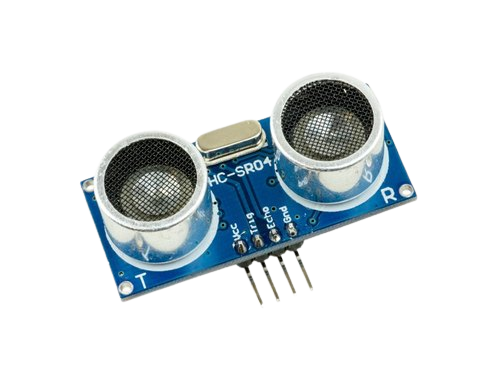 HC-SR04
Vcc
Trig
Echo
Gnd
T
R